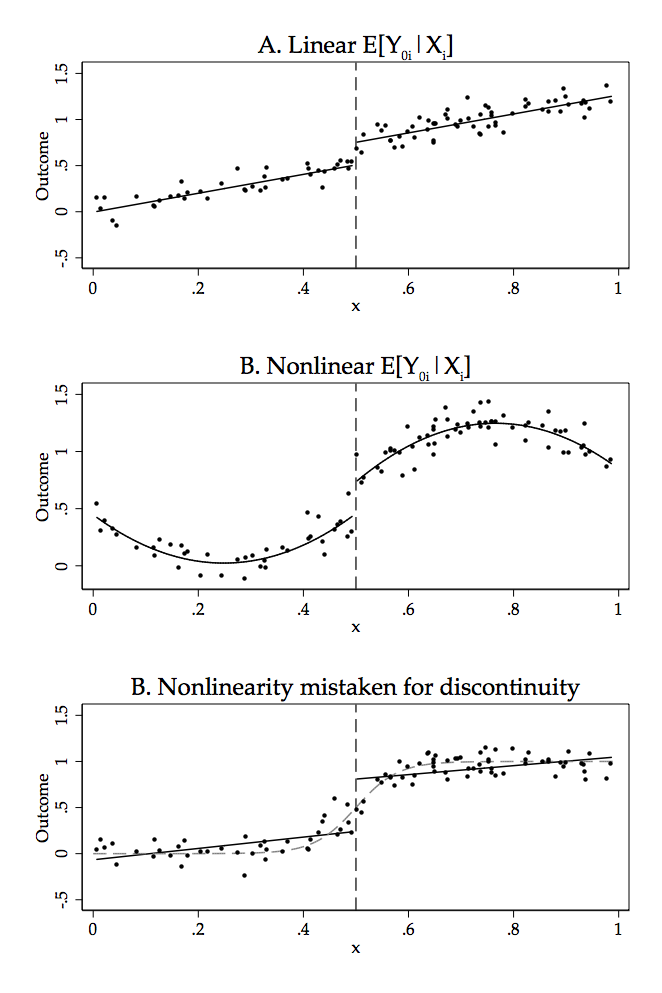 A. Linear E[Y0i|Xi]
1.5
1
.5
0
-.5
Outcome
0 .2 .4 .6 .8 1
x
B. Nonlinear E[Y0i|Xi]
1.5
1
.5
0
Outcome
0 .2 .4 .6 .8 1
x
B. Nonlinearity mistaken for discontinuity
1.5
1
.5
0
-.5
Outcome
0 .2 .4 .6 .8 1
x